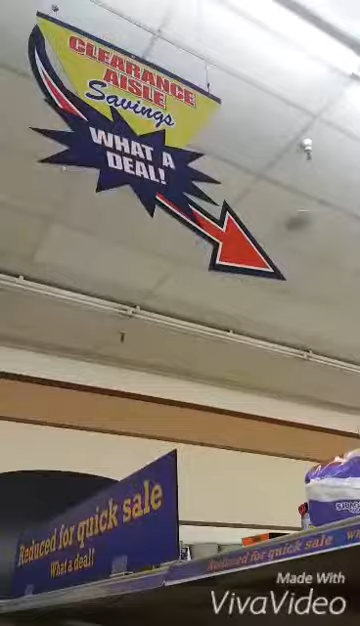 CLEARANCE
AISLE
Savings
WHAT A
DEAL!
Reduced for quick sale
What a deal!
Reduced for quick sale
Made With
VivaVideo